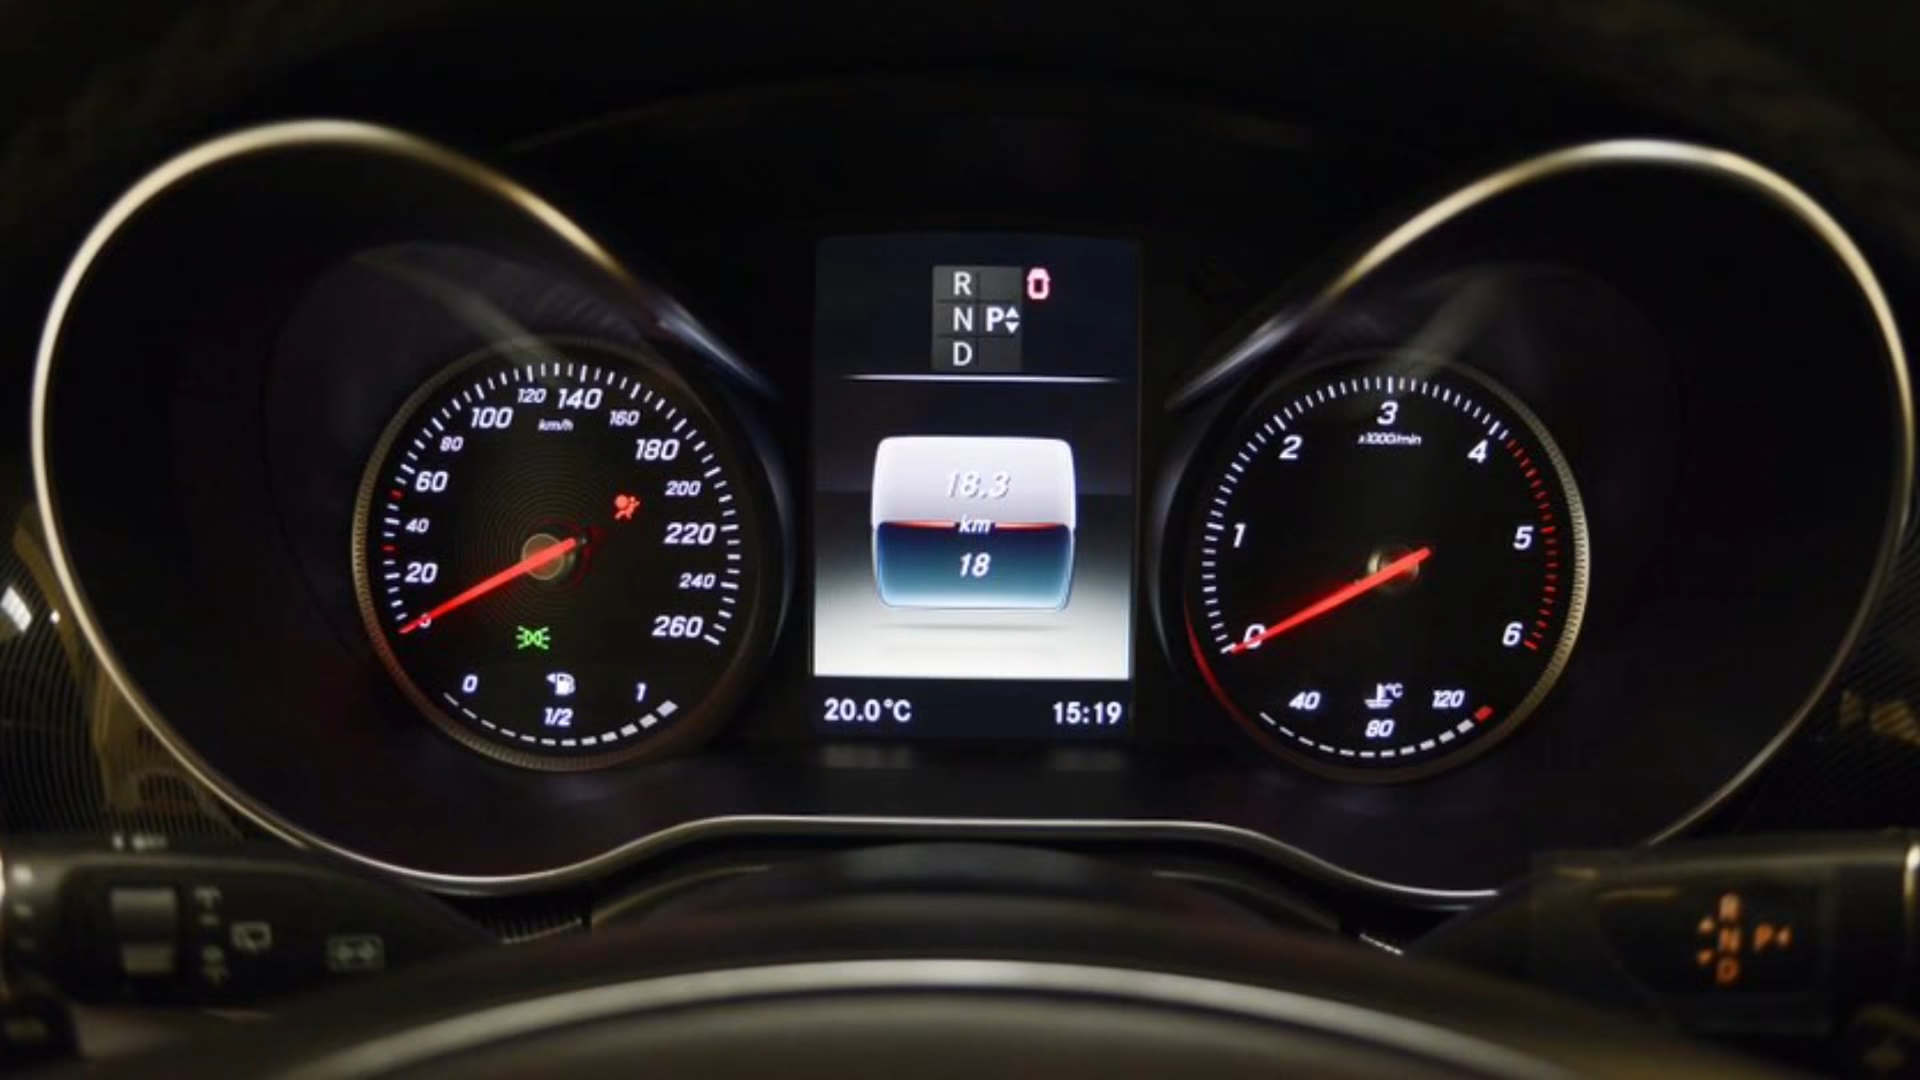 R
N P
D
120 140
100 km/h 160
80 180
60 200
40 220
20 240
0 260
0 1
1/2
18.3
km
18
20.0°C 15:19
3
2 x1000/min 4
1 5
0 6
40 °C 120
80
R
N P
D